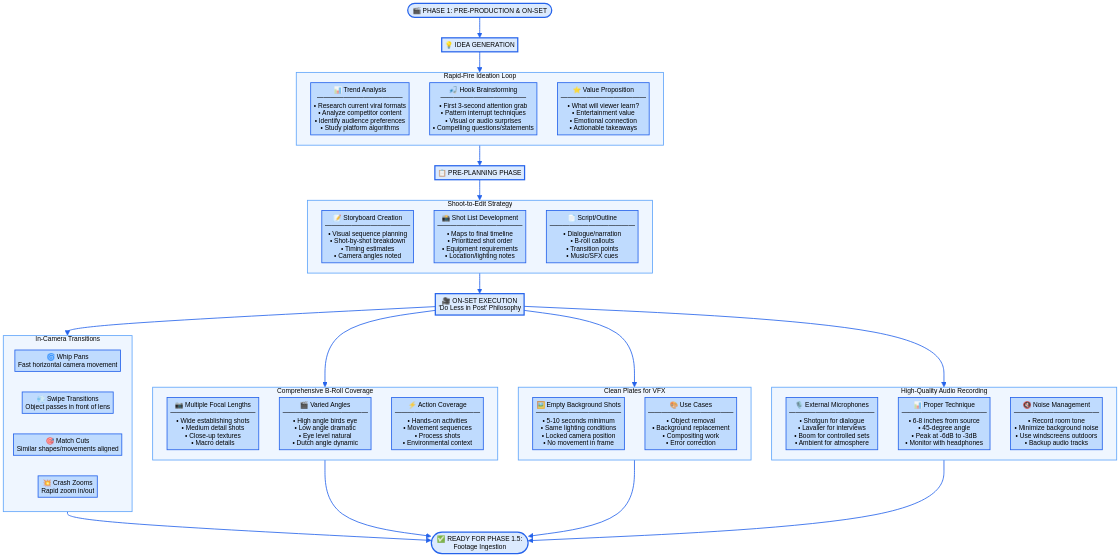 🎬 PHASE 1: PRE-PRODUCTION & ON-SET
💡 IDEA GENERATION
Rapid-Fire Ideation Loop
📊 Trend Analysis
• Research current viral formats
• Analyze competitor content
• Identify audience preferences
• Study platform algorithms
🎣 Hook Brainstorming
• First 3-second attention grab
• Pattern interrupt techniques
• Visual or audio surprises
• Compelling questions/statements
⭐ Value Proposition
• What will viewer learn?
• Entertainment value
• Emotional connection
• Actionable takeaways
📋 PRE-PLANNING PHASE
Shoot-to-Edit Strategy
📝 Storyboard Creation
• Visual sequence planning
• Shot-by-shot breakdown
• Timing estimates
• Camera angles noted
📸 Shot List Development
• Maps to final timeline
• Prioritized shot order
• Equipment requirements
• Location/lighting notes
📄 Script/Outline
• Dialogue/narration
• B-roll callouts
• Transition points
• Music/SFX cues
🎥 ON-SET EXECUTION
'Do Less in Post' Philosophy
In-Camera Transitions
🌀 Whip Pans
Fast horizontal camera movement
💨 Swipe Transitions
Object passes in front of lens
🎯 Match Cuts
Similar shapes/movements aligned
💥 Crash Zooms
Rapid zoom in/out
Comprehensive B-Roll Coverage
📷 Multiple Focal Lengths
• Wide establishing shots
• Medium detail shots
• Close-up textures
• Macro details
🎬 Varied Angles
• High angle birds eye
• Low angle dramatic
• Eye level natural
• Dutch angle dynamic
⚡ Action Coverage
• Hands-on activities
• Movement sequences
• Process shots
• Environmental context
Clean Plates for VFX
🖼️ Empty Background Shots
• 5-10 seconds minimum
• Same lighting conditions
• Locked camera position
• No movement in frame
🎨 Use Cases
• Object removal
• Background replacement
• Compositing work
• Error correction
High-Quality Audio Recording
🎙️ External Microphones
• Shotgun for dialogue
• Lavalier for interviews
• Boom for controlled sets
• Ambient for atmosphere
📊 Proper Technique
• 6-8 inches from source
• 45-degree angle
• Peak at -6dB to -3dB
• Monitor with headphones
🔇 Noise Management
• Record room tone
• Minimize background noise
• Use windscreens outdoors
• Backup audio tracks
✅ READY FOR PHASE 1.5:
Footage Ingestion